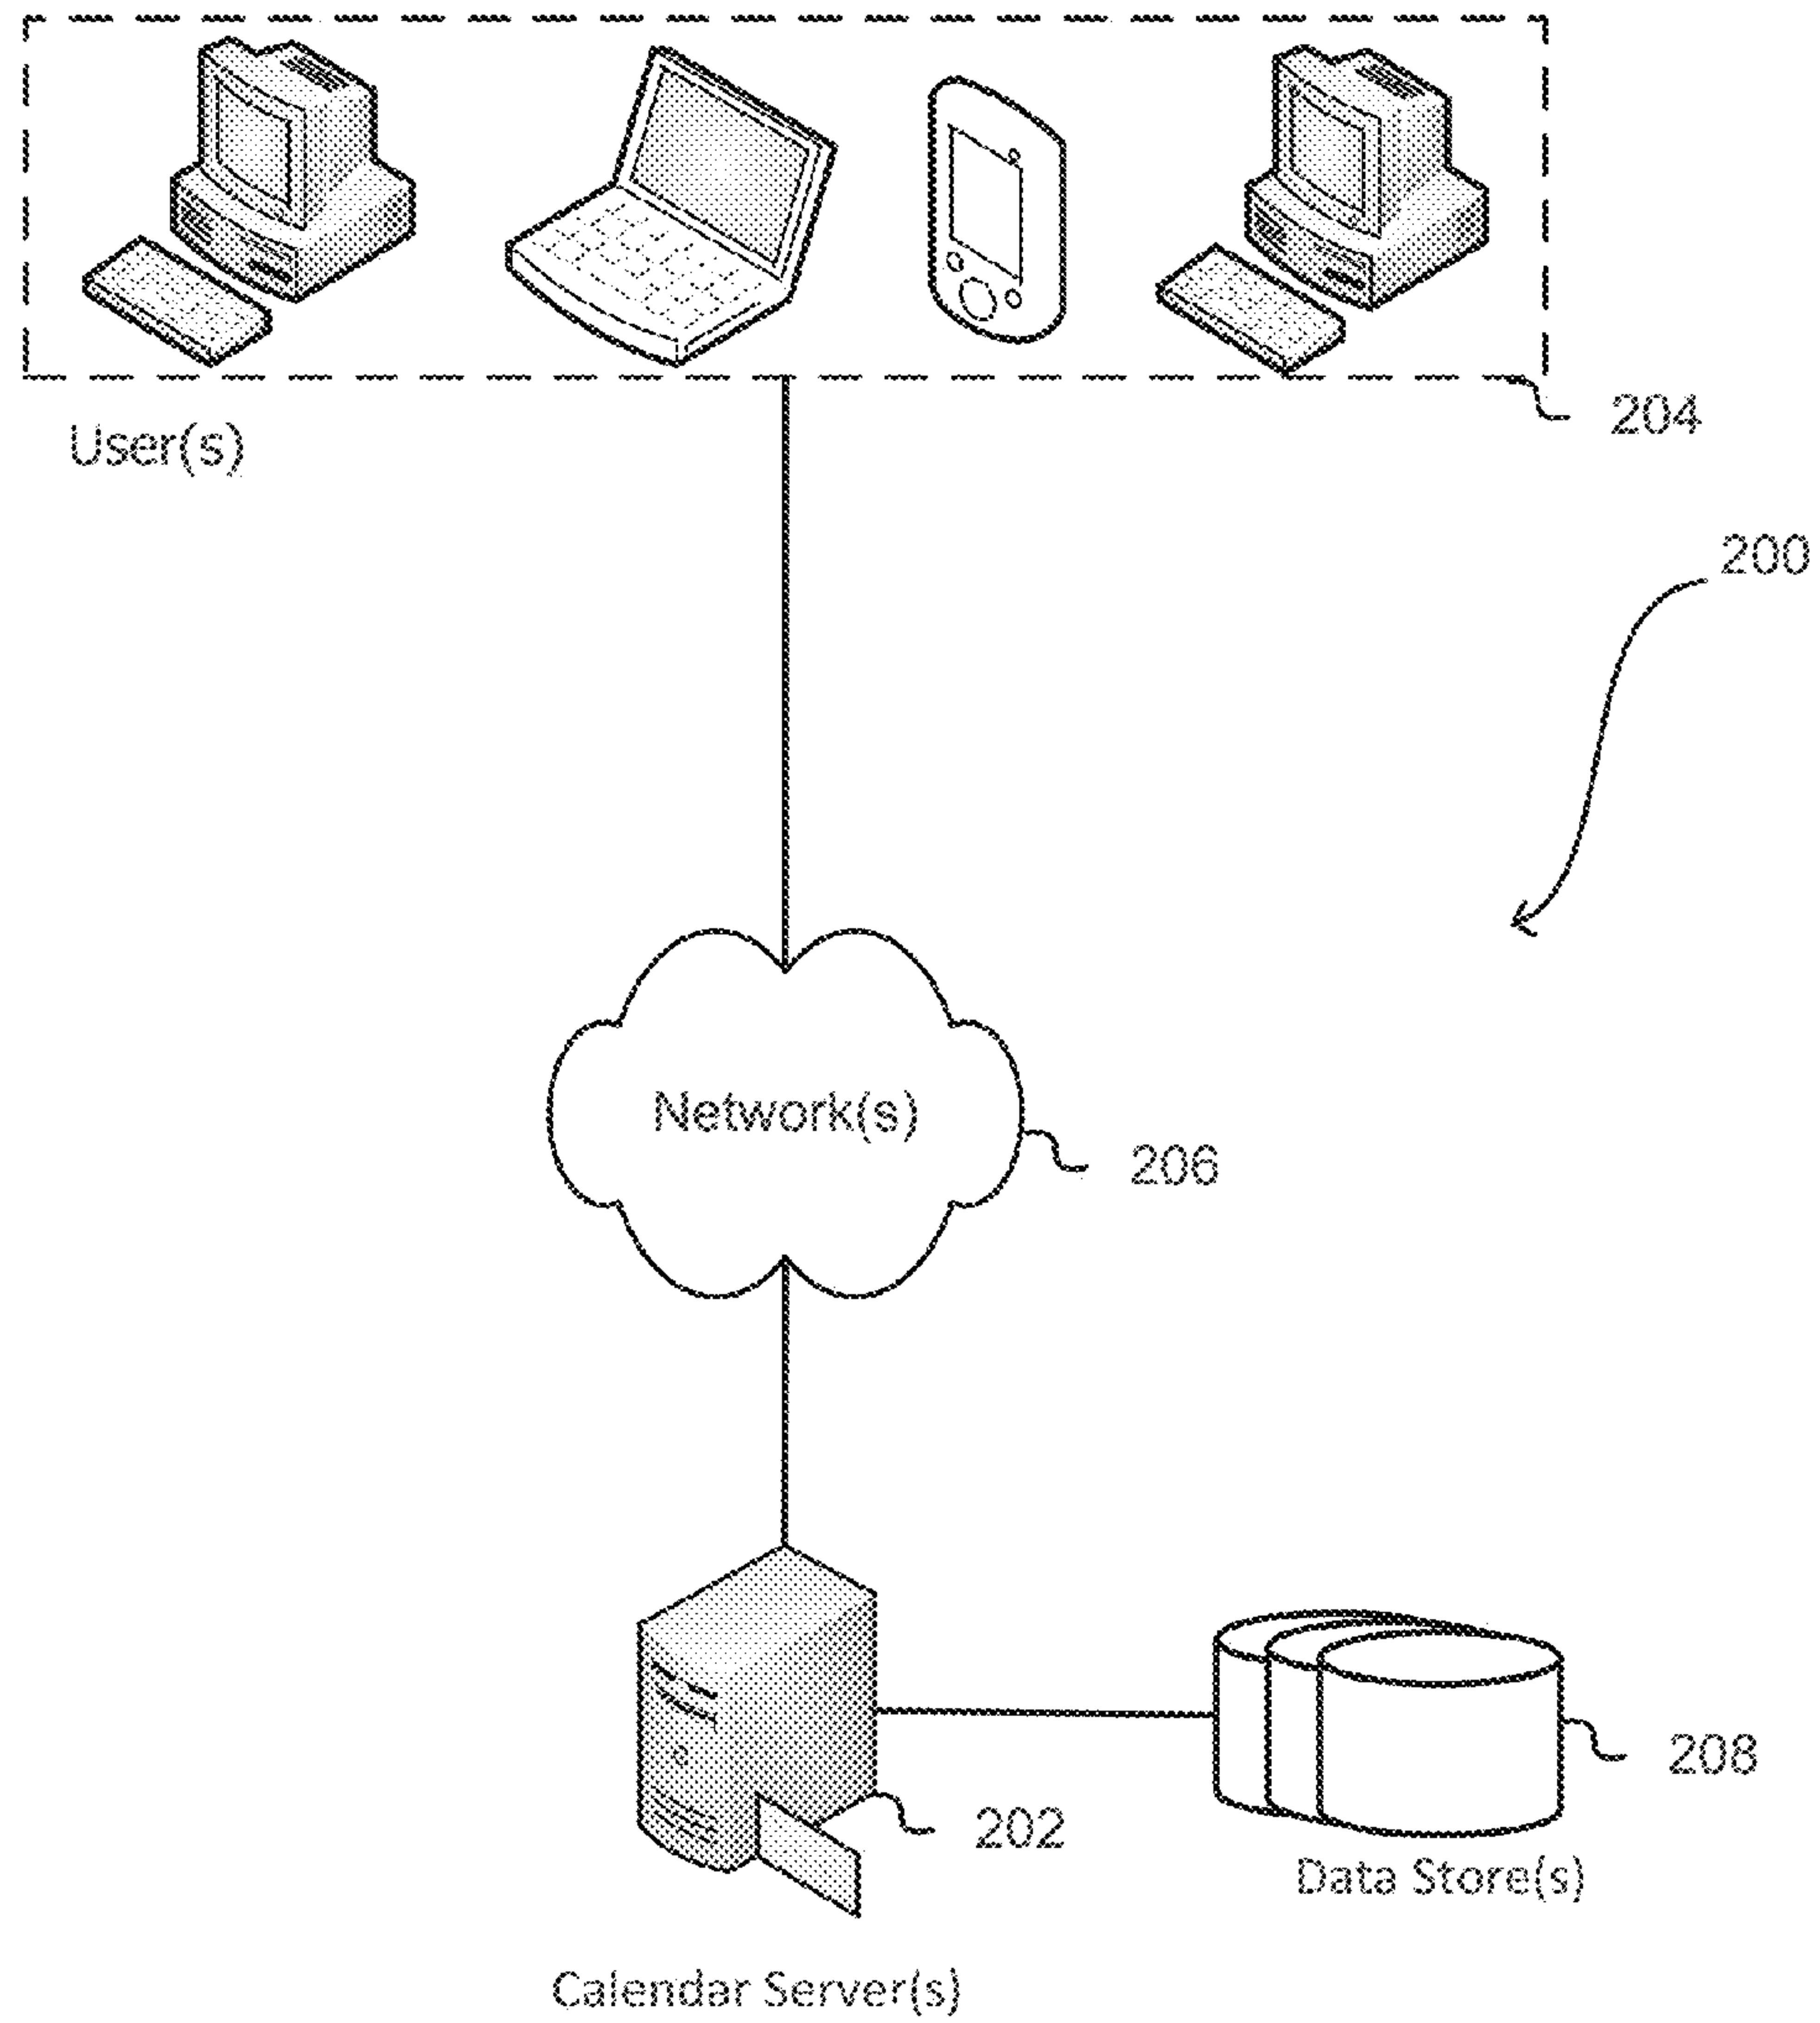 User(s)
204
200
Network(s)
206
208
202
Data Store(s)
Calendar Server(s)